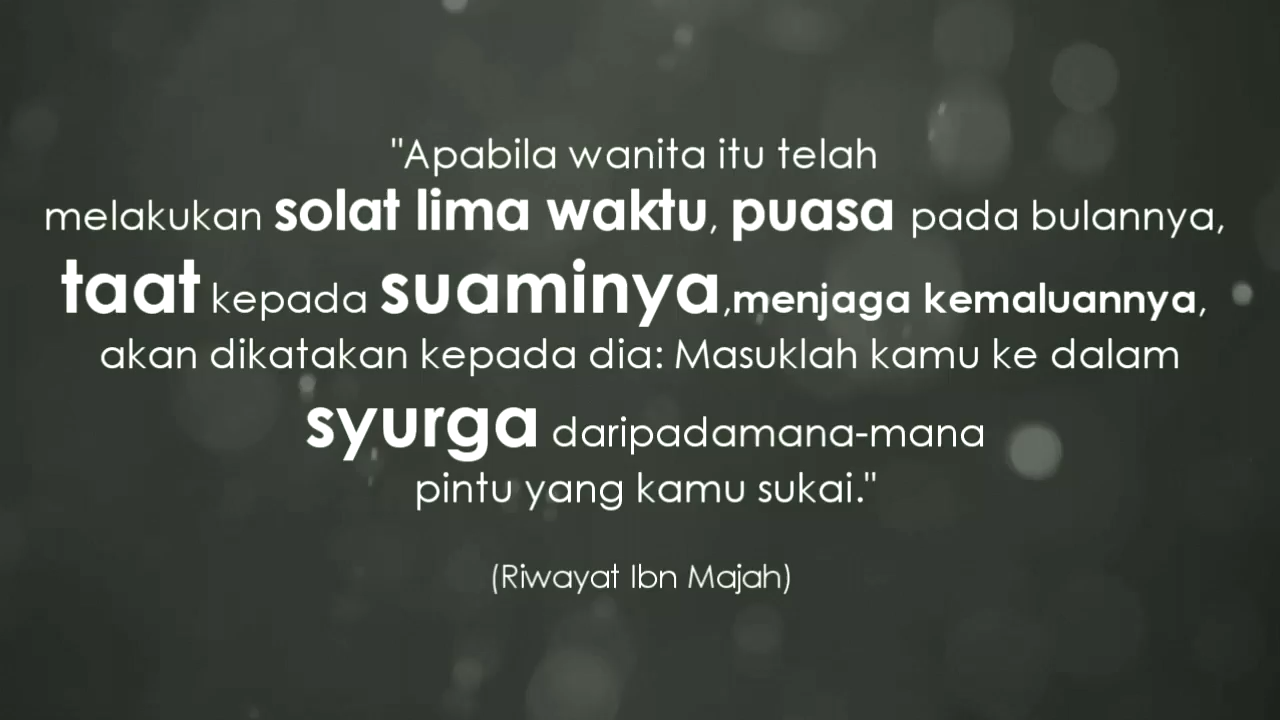 "Apabila wanita itu telah
melakukan solat lima waktu, puasa pada bulannya,
taat kepada suaminya,menjaga kemaluannya,
akan dikatakan kepada dia: Masuklah kamu ke dalam
syurga daripadamana-mana
pintu yang kamu sukai."
(Riwayat Ibn Majah)